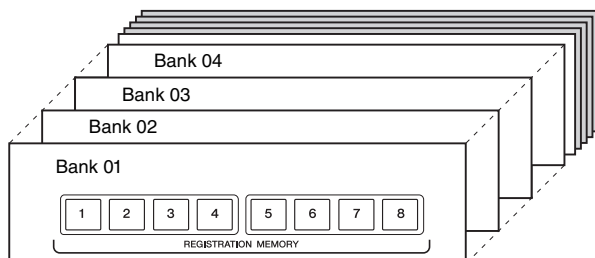 Bank 04
Bank 03
Bank 02
Bank 01
1 2 3 4 5 6 7 8
REGISTRATION MEMORY